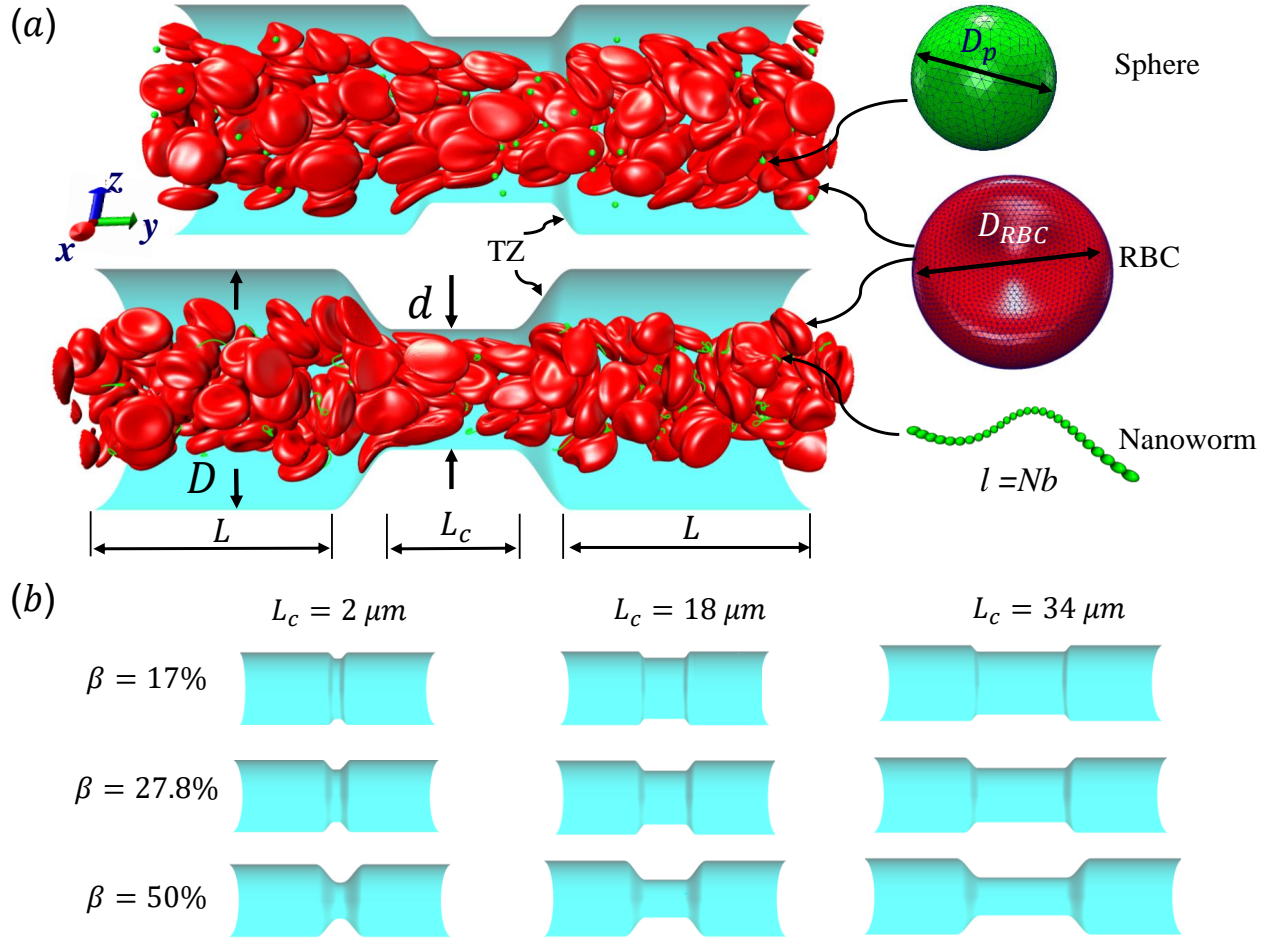 (a)
D_p
Sphere
z
y
x
TZ
D_RBC
RBC
d
D
Nanoworm
l =Nb
L
L_c
L
(b)
L_c = 2 μm
L_c = 18 μm
L_c = 34 μm
β = 17%
β = 27.8%
β = 50%